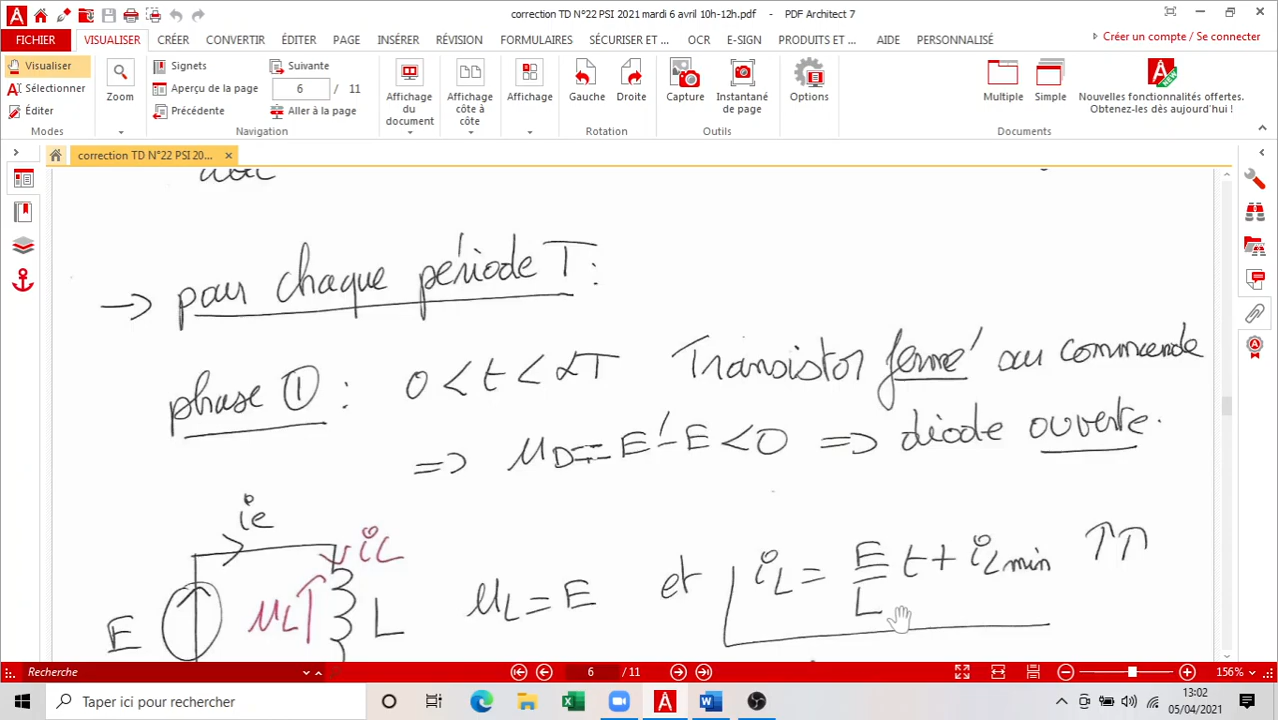 correction TD N°22 PSI 2021 mardi 6 avril 10h-12h.pdf - PDF Architect 7
FICHIER VISUALISER CRÉER CONVERTIR ÉDITER PAGE INSÉRER RÉVISION FORMULAIRES SÉCURISER ET ... OCR E-SIGN PRODUITS ET ... AIDE PERSONNALISÉ Créer un compte / Se connecter
Visualiser
Sélectionner
Éditer
Modes
Zoom
Signets
Aperçu de la page
Précédente
Suivante
6 / 11
Aller à la page
Navigation
Affichage du document
Affichage côte à côte
Affichage
Gauche
Droite
Rotation
Capture
Instantané de page
Outils
Options
Multiple
Simple
Documents
Nouvelles fonctionnalités offertes.
Obtenez-les dès aujourd'hui !
correction TD N°22 PSI 20...
→ pour chaque période T :
phase ① : 0 < t < αT Transistor fermé au commande
⇒ u_D = E' - E < 0 ⇒ diode ouverte.
ie
iL
E
uL
L
uL = E et iL = E/L t + iLmin
Recherche
6 / 11
156%
Taper ici pour rechercher
13:02
05/04/2021